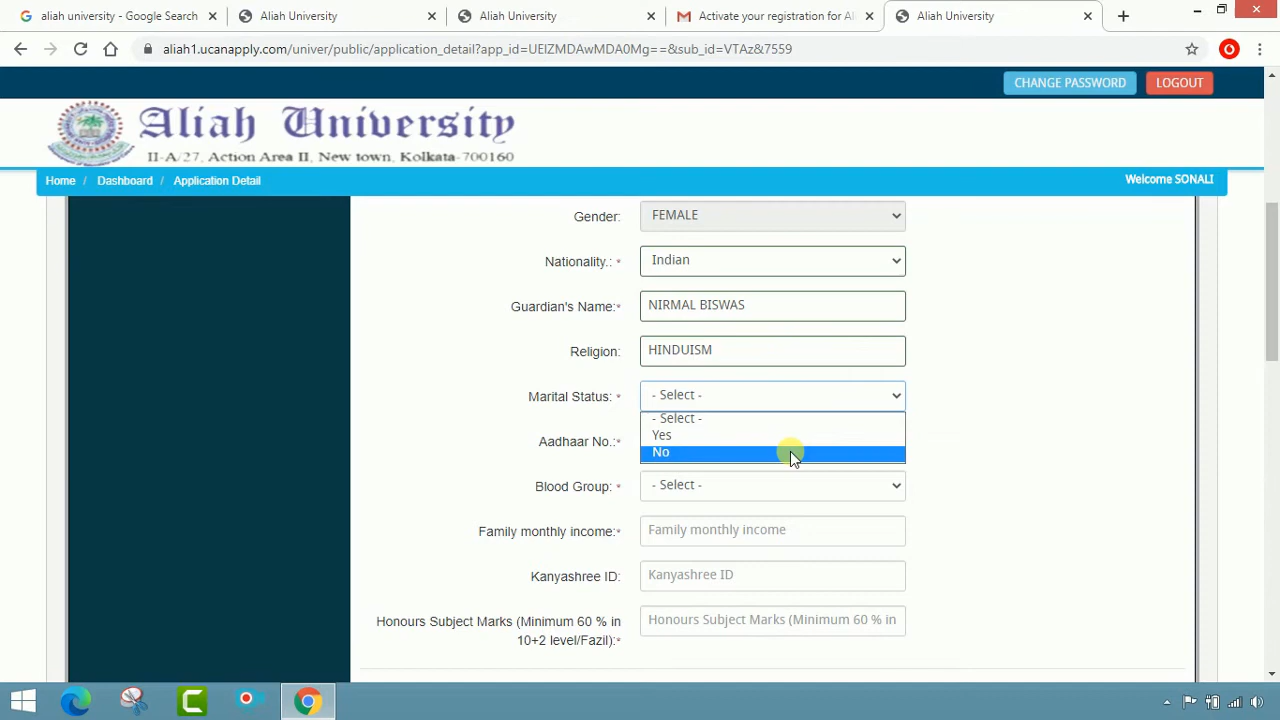 aliah university - Google Search
Aliah University
Aliah University
Activate your registration for Al
Aliah University
aliah1.ucanapply.com/univer/public/application_detail?app_id=UEIZMDAwMDA0Mg==&sub_id=VTAz&7559
CHANGE PASSWORD
LOGOUT
Aliah University
II-A/27, Action Area II, New town, Kolkata-700160
Home / Dashboard / Application Detail
Welcome SONALI
Gender: FEMALE
Nationality.: * Indian
Guardian's Name:* NIRMAL BISWAS
Religion: HINDUISM
Marital Status: * - Select -
- Select -
Yes
Aadhaar No.:*
No
Blood Group: * - Select -
Family monthly income:* Family monthly income
Kanyashree ID: Kanyashree ID
Honours Subject Marks (Minimum 60 % in
10+2 level/Fazil):*
Honours Subject Marks (Minimum 60 % in